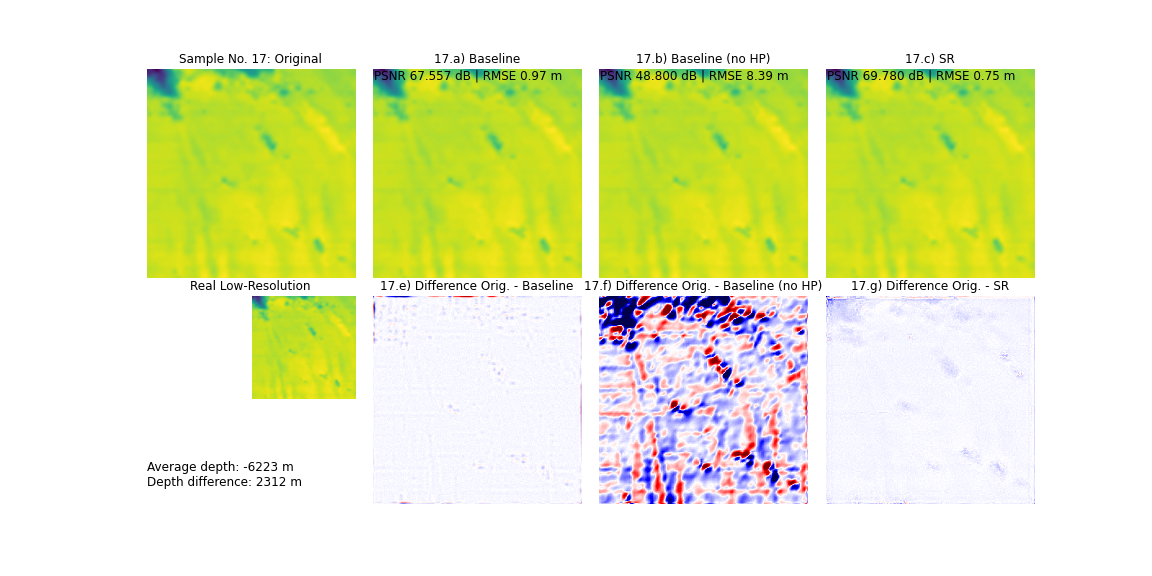 Sample No. 17: Original
17.a) Baseline
17.b) Baseline (no HP)
17.c) SR
PSNR 67.557 dB | RMSE 0.97 m
PSNR 48.800 dB | RMSE 8.39 m
PSNR 69.780 dB | RMSE 0.75 m
Real Low-Resolution
17.e) Difference Orig. - Baseline
17.f) Difference Orig. - Baseline (no HP)
17.g) Difference Orig. - SR
Average depth: -6223 m
Depth difference: 2312 m